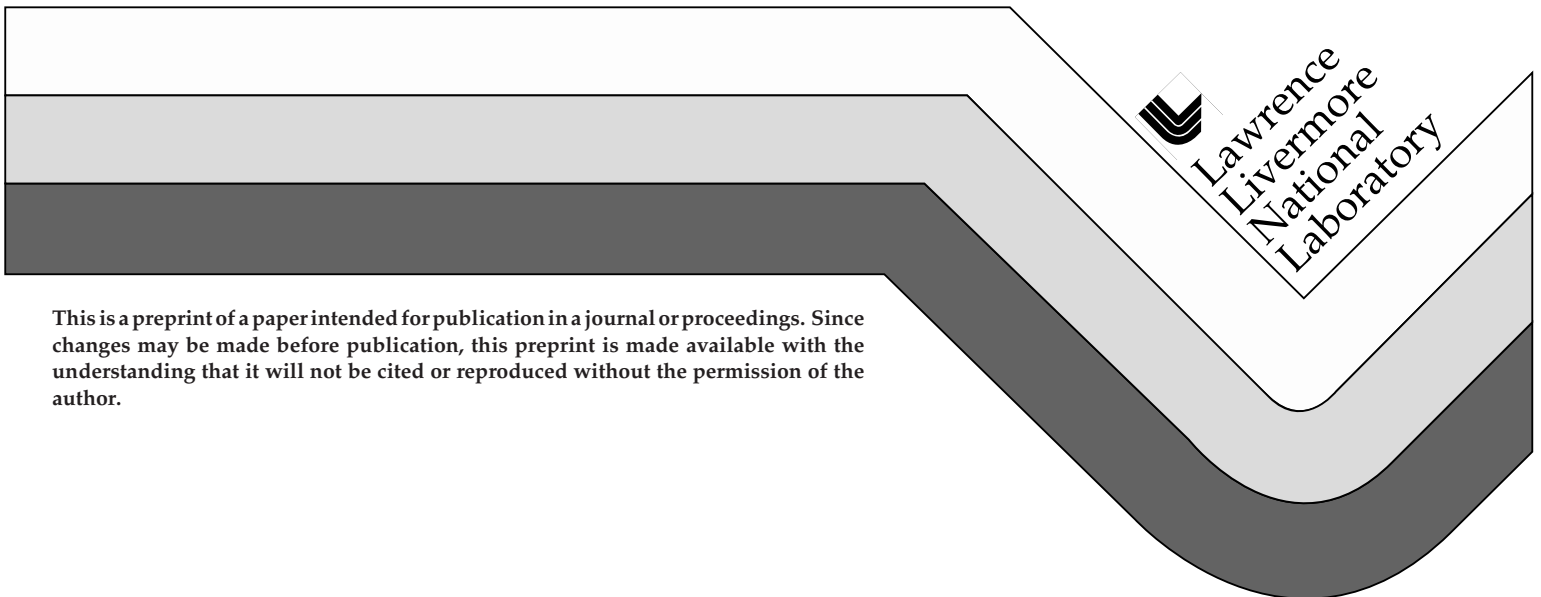 Lawrence
Livermore
National
Laboratory
This is a preprint of a paper intended for publication in a journal or proceedings. Since
changes may be made before publication, this preprint is made available with the
understanding that it will not be cited or reproduced without the permission of the
author.